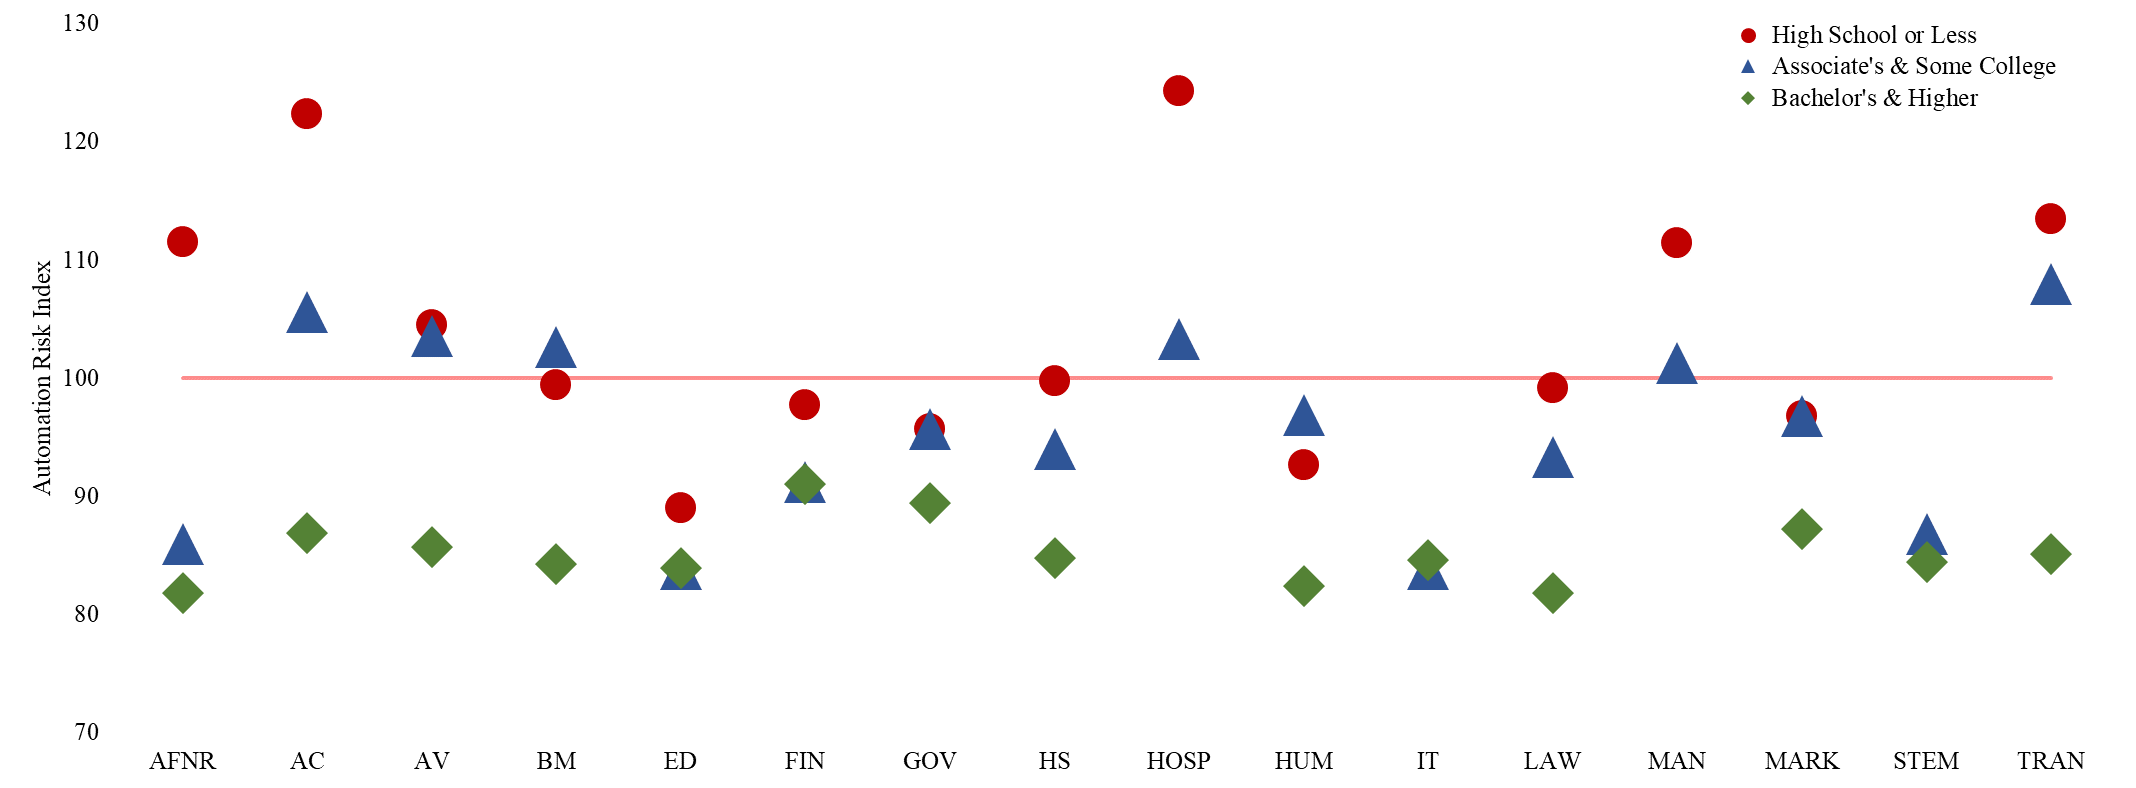 130
High School or Less
Associate's & Some College
Bachelor's & Higher
120
110
Automation Risk Index
100
90
80
70
AFNR AC AV BM ED FIN GOV HS HOSP HUM IT LAW MAN MARK STEM TRAN